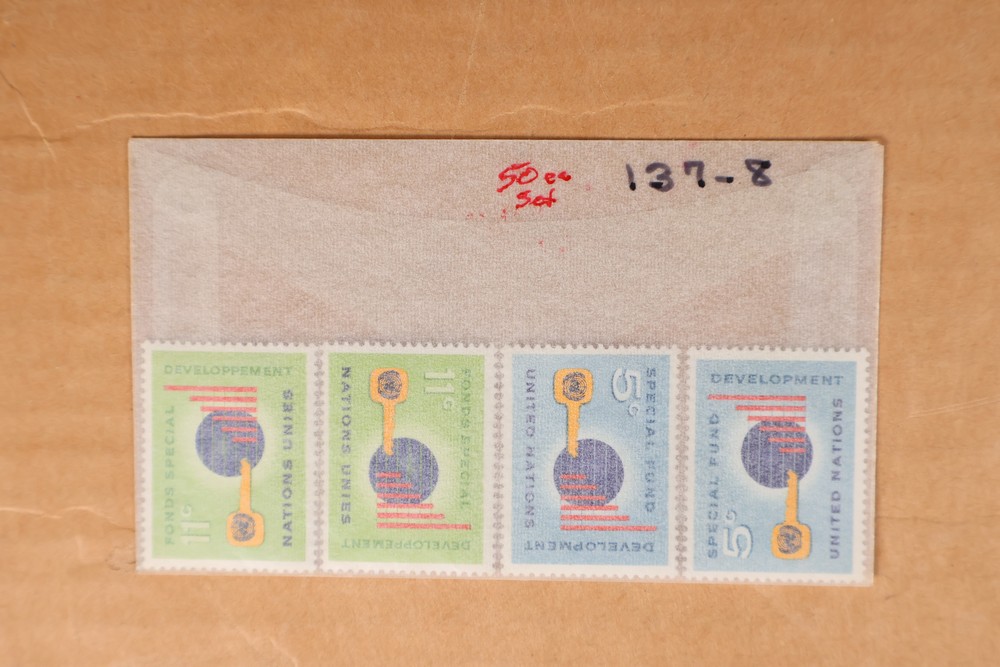 50 ea
set
137-8
DEVELOPPEMENT
FONDS SPECIAL
11c
NATIONS UNIES
NATIONS UNIES
11c
FONDS SPECIAL
DEVELOPPEMENT
UNITED NATIONS
5c
SPECIAL FUND
DEVELOPMENT
DEVELOPMENT
SPECIAL FUND
5c
UNITED NATIONS